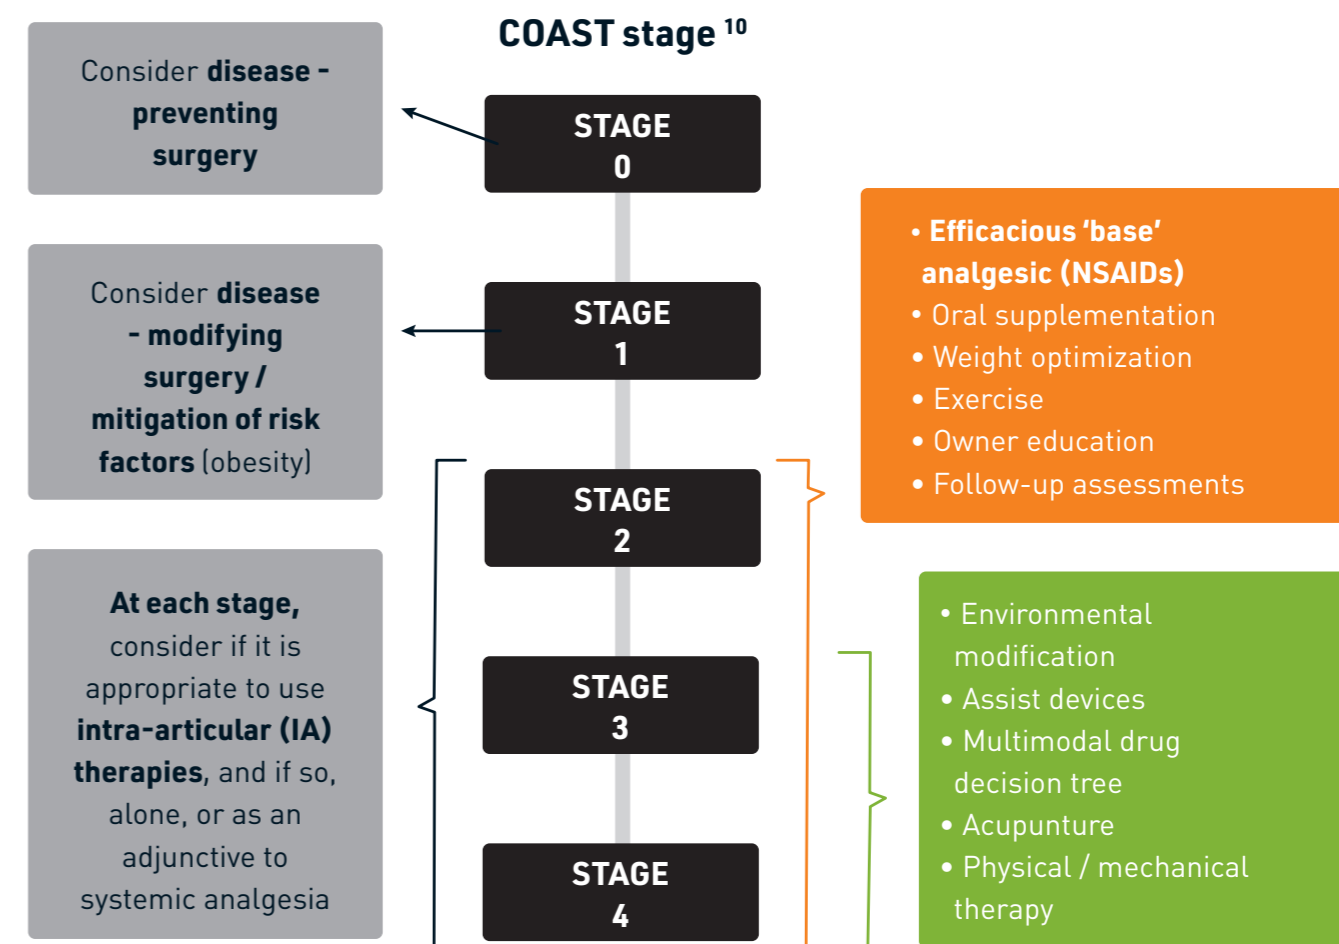 COAST stage 10
Consider disease -
preventing
surgery
STAGE
0
Consider disease
- modifying
surgery /
mitigation of risk
factors (obesity)
STAGE
1
• Efficacious ‘base’
analgesic (NSAIDs)
• Oral supplementation
• Weight optimization
• Exercise
• Owner education
• Follow-up assessments
STAGE
2
At each stage,
consider if it is
appropriate to use
intra-articular (IA)
therapies, and if so,
alone, or as an
adjunctive to
systemic analgesia
STAGE
3
STAGE
4
• Environmental
modification
• Assist devices
• Multimodal drug
decision tree
• Acupunture
• Physical / mechanical
therapy